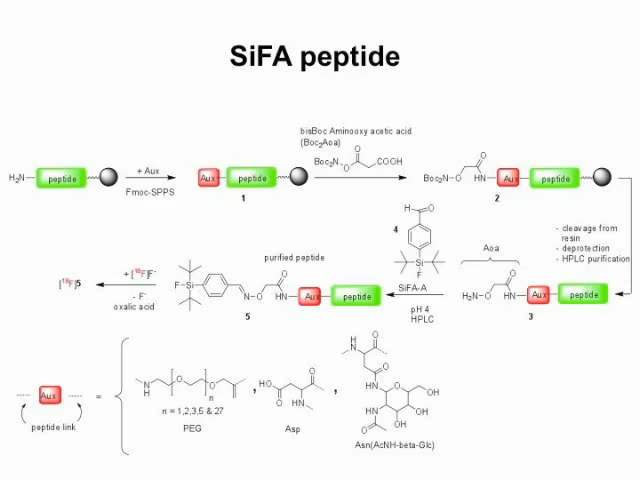 SiFA peptide
bisBoc Aminooxy acetic acid
(Boc2Aoa)
H2N peptide
+ Aux
Fmoc-SPPS
Aux peptide
1
Boc2N O O COOH
Boc2N O O HN Aux peptide
2
- cleavage from
resin
- deprotection
- HPLC purification
4
H O
Si
F
SiFA-A
pH 4
HPLC
Aoa
H2N O O HN Aux peptide
3
purified peptide
F Si N O O HN Aux peptide
5
+ [18F]F-
- F-
oxalic acid
[18F]5
Aux
peptide link
=
N
H
O O
n
n = 1,2,3,5 & 27
PEG
,
HO O O
HN
Asp
,
H
N O
O
HN O OH
HN OH
O OH
Asn(AcNH-beta-Glc)